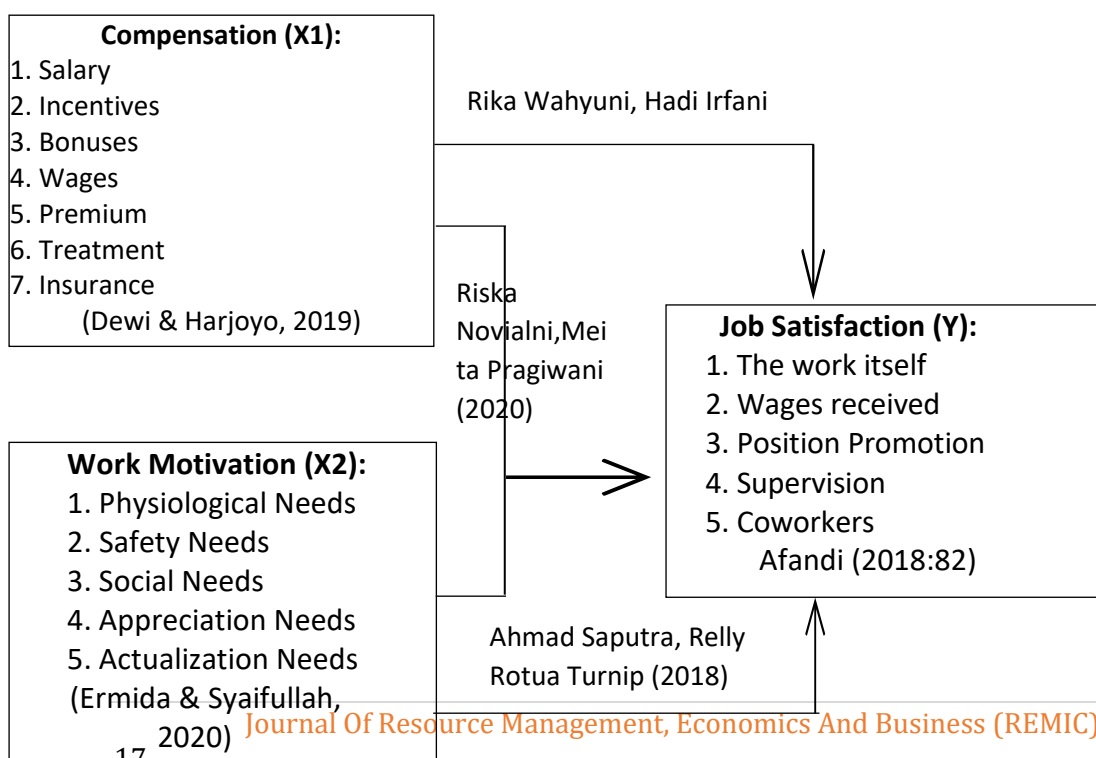 Compensation (X1):
1. Salary
2. Incentives
3. Bonuses
4. Wages
5. Premium
6. Treatment
7. Insurance
(Dewi & Harjoyo, 2019)
Rika Wahyuni, Hadi Irfani
Riska
Novialni,Mei
ta Pragiwani
(2020)
Job Satisfaction (Y):
1. The work itself
2. Wages received
3. Position Promotion
4. Supervision
5. Coworkers
Afandi (2018:82)
Work Motivation (X2):
1. Physiological Needs
2. Safety Needs
3. Social Needs
4. Appreciation Needs
5. Actualization Needs
(Ermida & Syaifullah,
2020)
Ahmad Saputra, Relly
Rotua Turnip (2018)
Journal Of Resource Management, Economics And Business (REMIC)
17